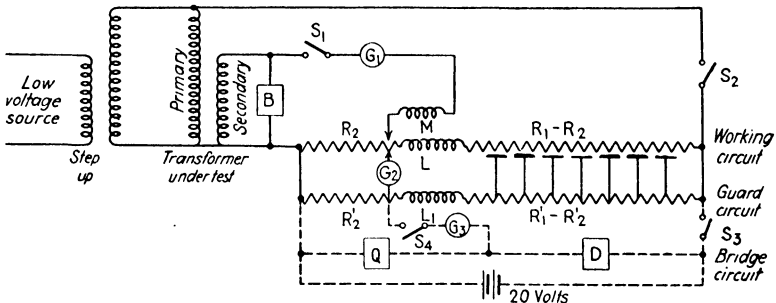 Low
voltage
source
Step
up
Primary
Secondary
Transformer
under test
B
S1
G1
M
S2
R2
L
R1–R2
Working
circuit
G2
Guard
circuit
R'2
L1
R'1–R'2
S4
G3
S3
Q
D
Bridge
circuit
20 Volts